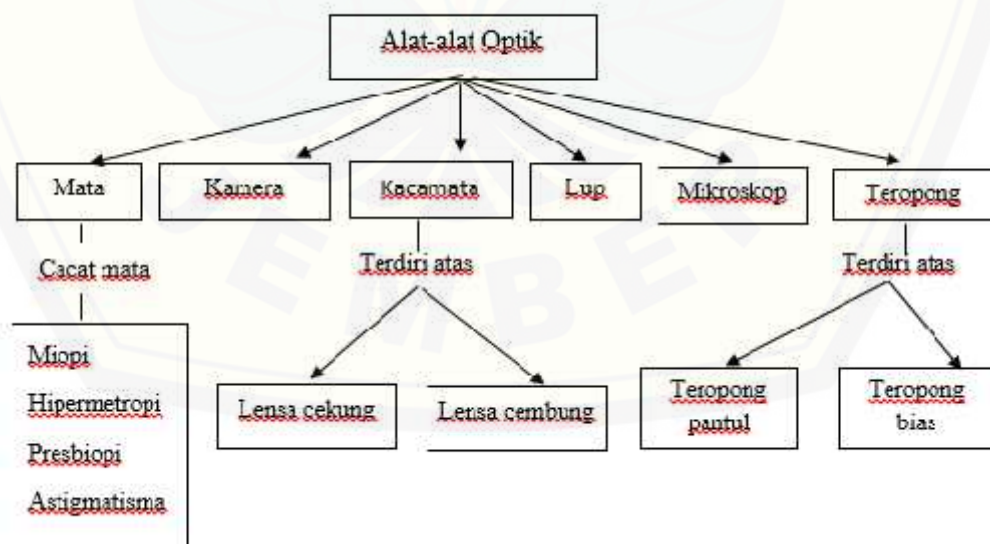 Alat-alat Optik
Mata
Kamera
Kacamata
Lup
Mikroskop
Teropong
Cacat mata
Terdiri atas
Terdiri atas
Miopi
Hipermetropi
Presbiopi
Astigmatisma
Lensa cekung
Lensa cembung
Teropong
pantul
Teropong
bias